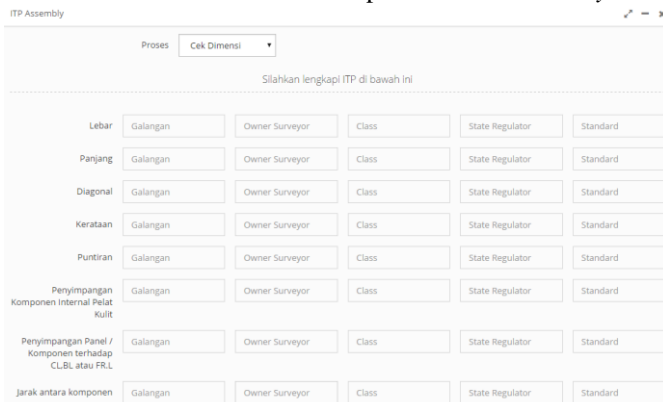 ITP Assembly
Proses Cek Dimensi
Silahkan lengkapi ITP di bawah ini
Lebar Galangan Owner Surveyor Class State Regulator Standard
Panjang Galangan Owner Surveyor Class State Regulator Standard
Diagonal Galangan Owner Surveyor Class State Regulator Standard
Kerataan Galangan Owner Surveyor Class State Regulator Standard
Puntiran Galangan Owner Surveyor Class State Regulator Standard
Penyimpangan Galangan Owner Surveyor Class State Regulator Standard
Komponen Internal Pelat
Kulit
Penyimpangan Panel / Galangan Owner Surveyor Class State Regulator Standard
Komponen terhadap
CL.BL atau FR.L
Jarak antara komponen Galangan Owner Surveyor Class State Regulator Standard